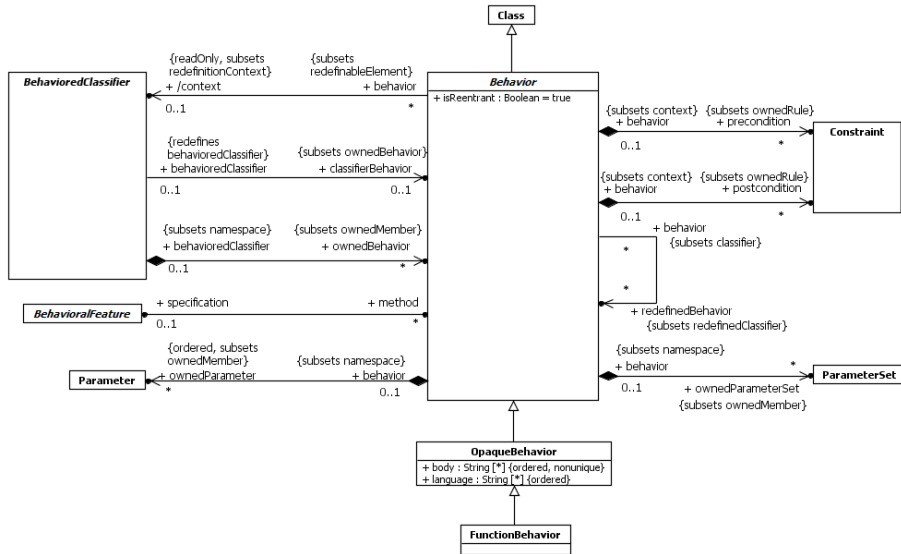 Class
BehavioredClassifier
{readOnly, subsets
redefinitionContext}
+ /context
0..1
{subsets
redefinableElement}
+ behavior
*
{redefines
behavioredClassifier}
+ behavioredClassifier
0..1
{subsets ownedBehavior}
+ classifierBehavior
0..1
{subsets namespace}
+ behavioredClassifier
0..1
{subsets ownedMember}
+ ownedBehavior
*
BehavioralFeature
+ specification
0..1
+ method
*
Parameter
{ordered, subsets
ownedMember}
+ ownedParameter
*
{subsets namespace}
+ behavior
0..1
Behavior
+ isReentrant : Boolean = true
{subsets context}
+ behavior
0..1
{subsets ownedRule}
+ precondition
*
Constraint
{subsets context}
+ behavior
0..1
{subsets ownedRule}
+ postcondition
*
+ behavior
{subsets classifier}
*
*
+ redefinedBehavior
{subsets redefinedClassifier}
{subsets namespace}
+ behavior
0..1
*
+ ownedParameterSet
{subsets ownedMember}
ParameterSet
OpaqueBehavior
+ body : String [*] {ordered, nonunique}
+ language : String [*] {ordered}
FunctionBehavior